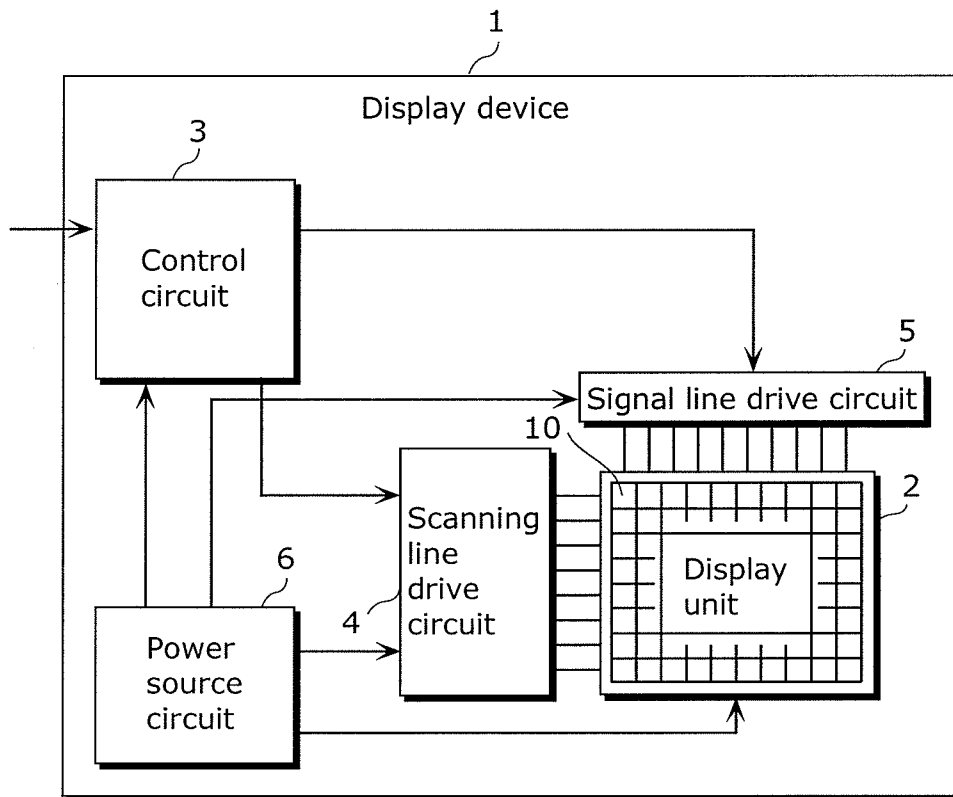 1
Display device
3
Control
circuit
5
Signal line drive circuit
10
2
Scanning
line
drive
circuit
4
Display
unit
6
Power
source
circuit